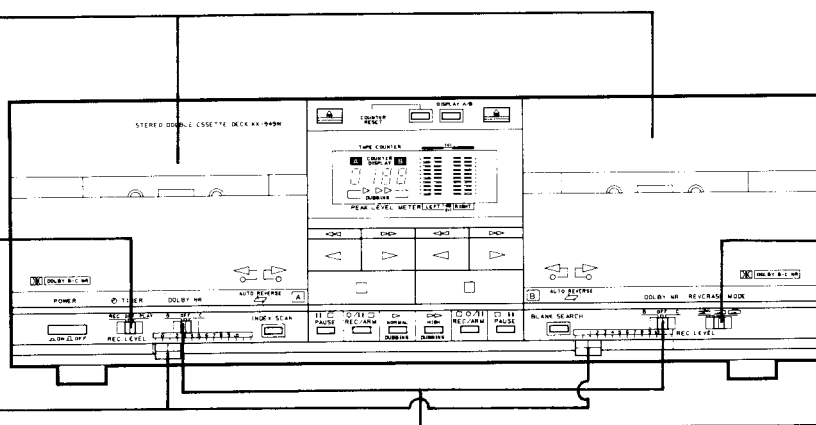 DISPLAY A/B
COUNTER RESET
STEREO DOUBLE CSSETTE DECK KX-949W
TAPE COUNTER
A COUNTER DISPLAY B
DUBBING
PEAK LEVEL METER LEFT RIGHT
DOLBY B-C NR
DOLBY B-C NR
AUTO REVERSE A
B AUTO REVERSE
POWER TIMER DOLBY NR
DOLBY NR REVERASE MODE
REC OFF PLAY B OFF C
INDEX SCAN
PAUSE REC/ARM NORMAL HIGH REC/ARM PAUSE
BLANK SEARCH
B OFF C
ON OFF REC LEVEL
DUBBING DUBBING
REC LEVEL